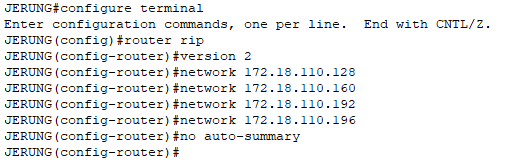 JERUNG#configure terminal
Enter configuration commands, one per line.  End with CNTL/Z.
JERUNG(config)#router rip
JERUNG(config-router)#version 2
JERUNG(config-router)#network 172.18.110.128
JERUNG(config-router)#network 172.18.110.160
JERUNG(config-router)#network 172.18.110.192
JERUNG(config-router)#network 172.18.110.196
JERUNG(config-router)#no auto-summary
JERUNG(config-router)#